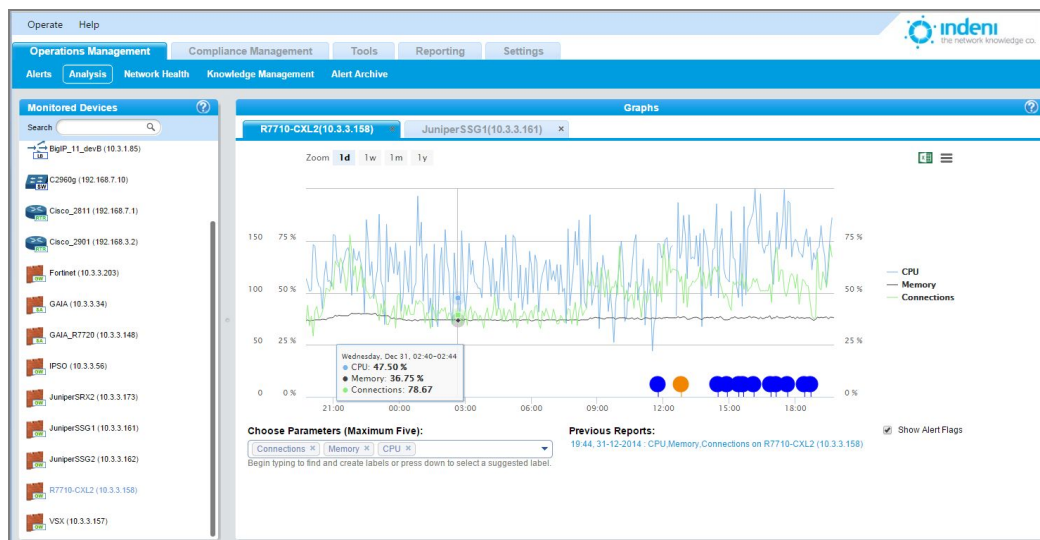 Operate Help
indeni
the network knowledge co.
Operations Management Compliance Management Tools Reporting Settings
Alerts Analysis Network Health Knowledge Management Alert Archive
Monitored Devices ?
Search
BigIP_11_devB (10.3.1.85)
LB
C2960g (192.168.7.10)
SW
Cisco_2811 (192.168.7.1)
Cisco_2901 (192.168.3.2)
Fortinet (10.3.3.203)
GAIA (10.3.3.34)
GAIA_R7720 (10.3.3.148)
IPSO (10.3.3.56)
JuniperSRX2 (10.3.3.173)
JuniperSSG1 (10.3.3.161)
JuniperSSG2 (10.3.3.162)
R7710-CXL2 (10.3.3.158)
VSX (10.3.3.157)
Graphs ?
R7710-CXL2(10.3.3.158) × JuniperSSG1(10.3.3.161) ×
Zoom 1d 1w 1m 1y
150 75 % 75 %
100 50 % 50 %
50 25 % 25 %
0 0 % 0 %
CPU
Memory
Connections
Wednesday, Dec 31, 02:40-02:44
CPU: 47.50 %
Memory: 36.75 %
Connections: 78.67
21:00 00:00 03:00 06:00 09:00 12:00 15:00 18:00
Choose Parameters (Maximum Five):
Connections × Memory × CPU ×
Begin typing to find and create labels or press down to select a suggested label.
Previous Reports:
19:44, 31-12-2014 : CPU,Memory,Connections on R7710-CXL2 (10.3.3.158)
Show Alert Flags